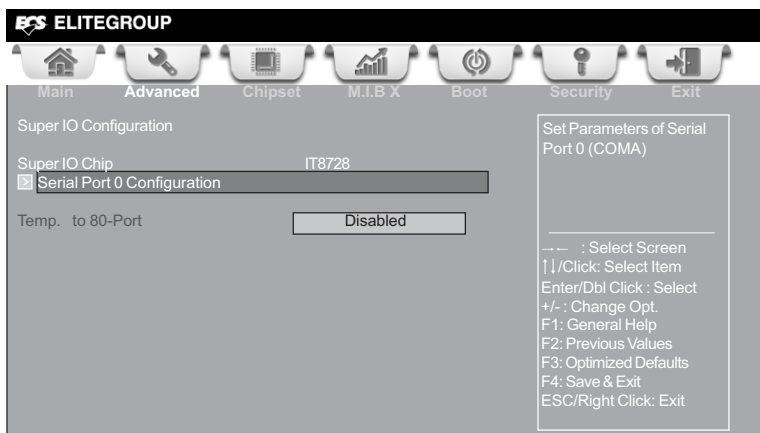 ECS ELITEGROUP
Main Advanced Chipset M.I.B X Boot Security Exit
Super IO Configuration
Super IO Chip IT8728
> Serial Port 0 Configuration
Temp. to 80-Port Disabled
Set Parameters of Serial
Port 0 (COMA)
→← : Select Screen
↑↓/Click: Select Item
Enter/Dbl Click : Select
+/- : Change Opt.
F1: General Help
F2: Previous Values
F3: Optimized Defaults
F4: Save & Exit
ESC/Right Click: Exit